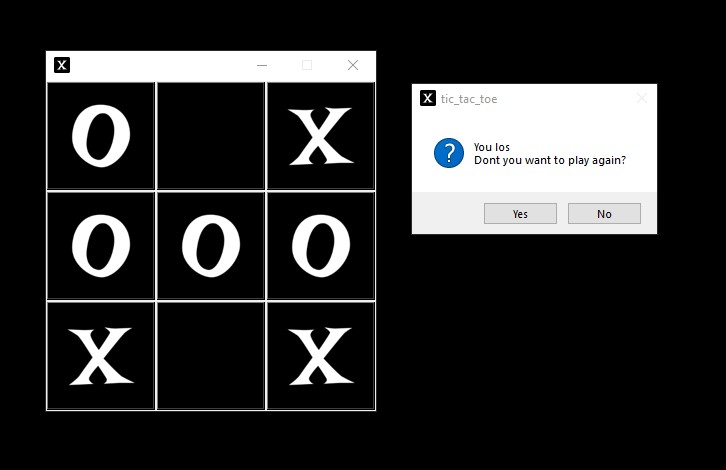 X
O X
O O O
X X
X tic_tac_toe
You los
Dont you want to play again?
Yes No